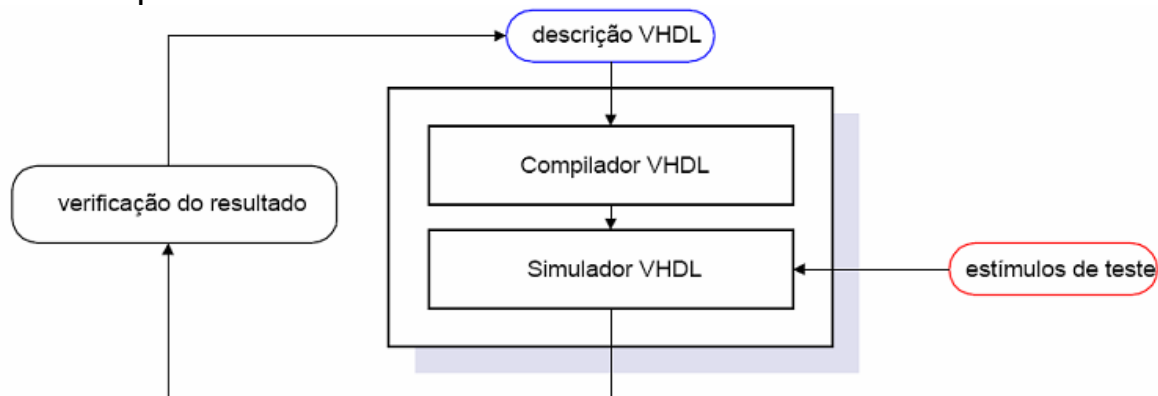 descrição VHDL
Compilador VHDL
verificação do resultado
Simulador VHDL
estímulos de teste